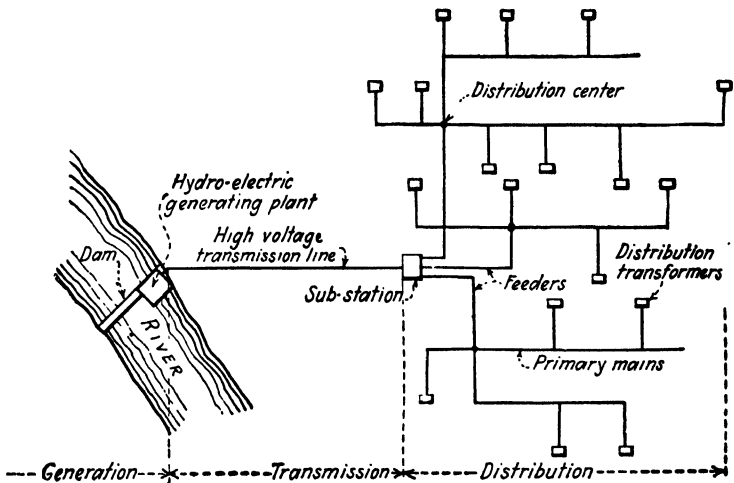 Distribution center
Hydro-electric
generating plant
High voltage
transmission line
Dam
Distribution
transformers
Sub-station
Feeders
RIVER
Primary mains
Generation
Transmission
Distribution